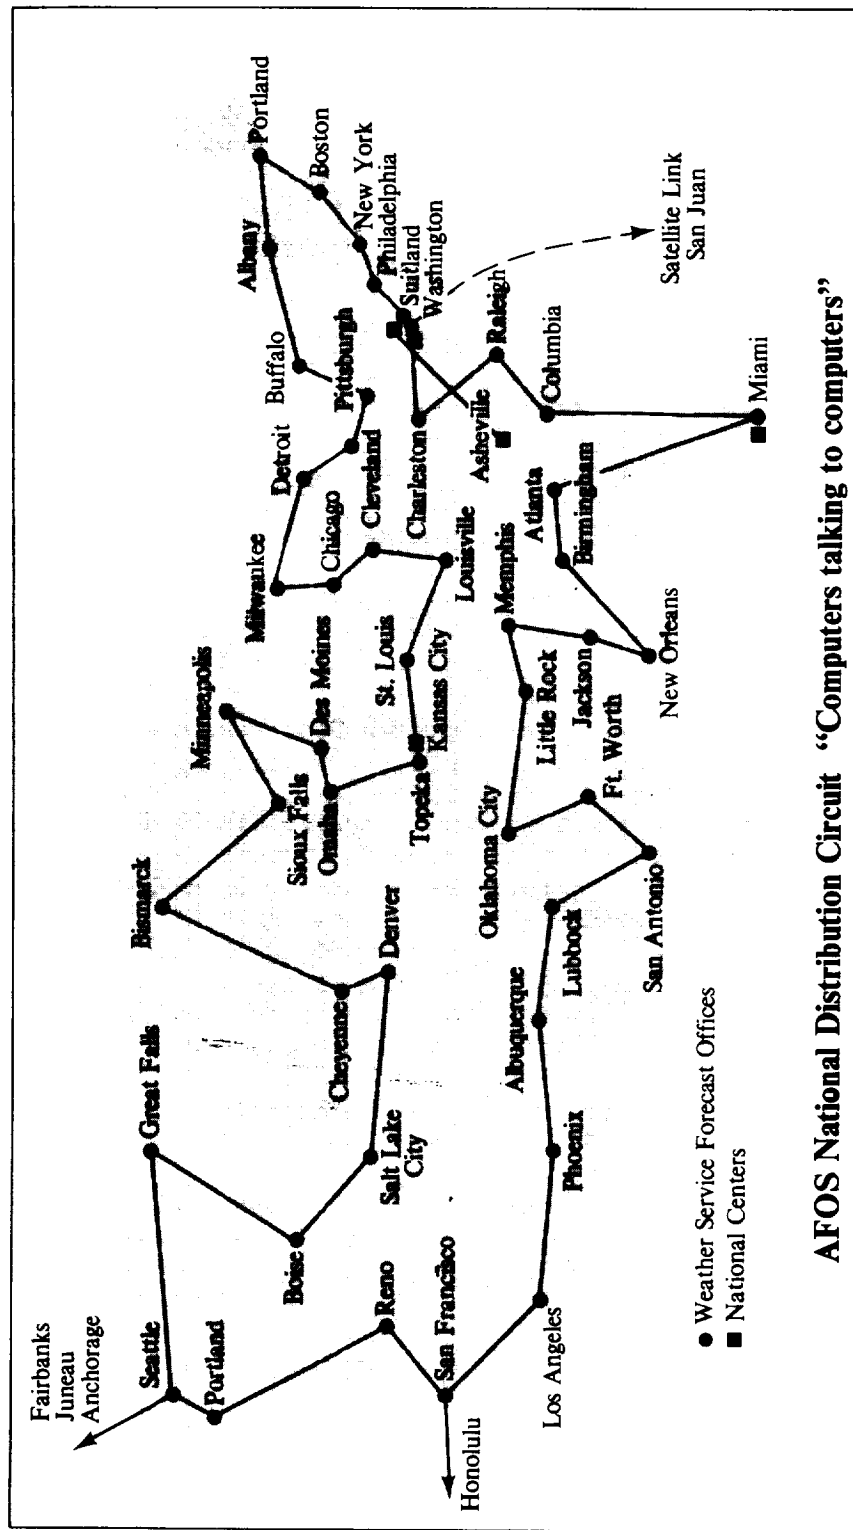 Fairbanks
Juneau
Anchorage
Seattle
Portland
Great Falls
Boise
Reno
San Francisco
Honolulu
Los Angeles
Salt Lake
City
Cheyenne
Denver
Bismarck
Phoenix
Albuquerque
Lubbock
San Antonio
Oklahoma City
Ft. Worth
Minneapolis
Sioux Falls
Omaha
Des Moines
Topeka
Kansas City
St. Louis
Little Rock
Memphis
Jackson
New Orleans
Milwaukee
Chicago
Cleveland
Louisville
Detroit
Cleveland
Pittsburgh
Buffalo
Albany
Portland
Boston
New York
Philadelphia
Suitland
Washington
Charleston
Asheville
Raleigh
Columbia
Atlanta
Birmingham
Miami
Satellite Link
San Juan
● Weather Service Forecast Offices
■ National Centers
AFOS National Distribution Circuit “Computers talking to computers”